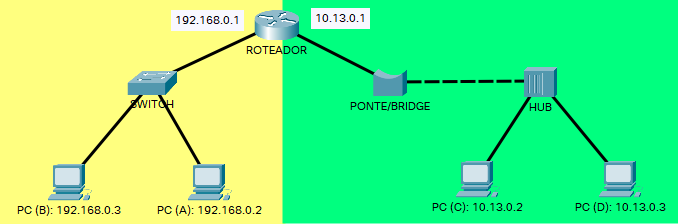 192.168.0.1
10.13.0.1
ROTEADOR
SWITCH
PONTE/BRIDGE
HUB
PC (B): 192.168.0.3
PC (A): 192.168.0.2
PC (C): 10.13.0.2
PC (D): 10.13.0.3